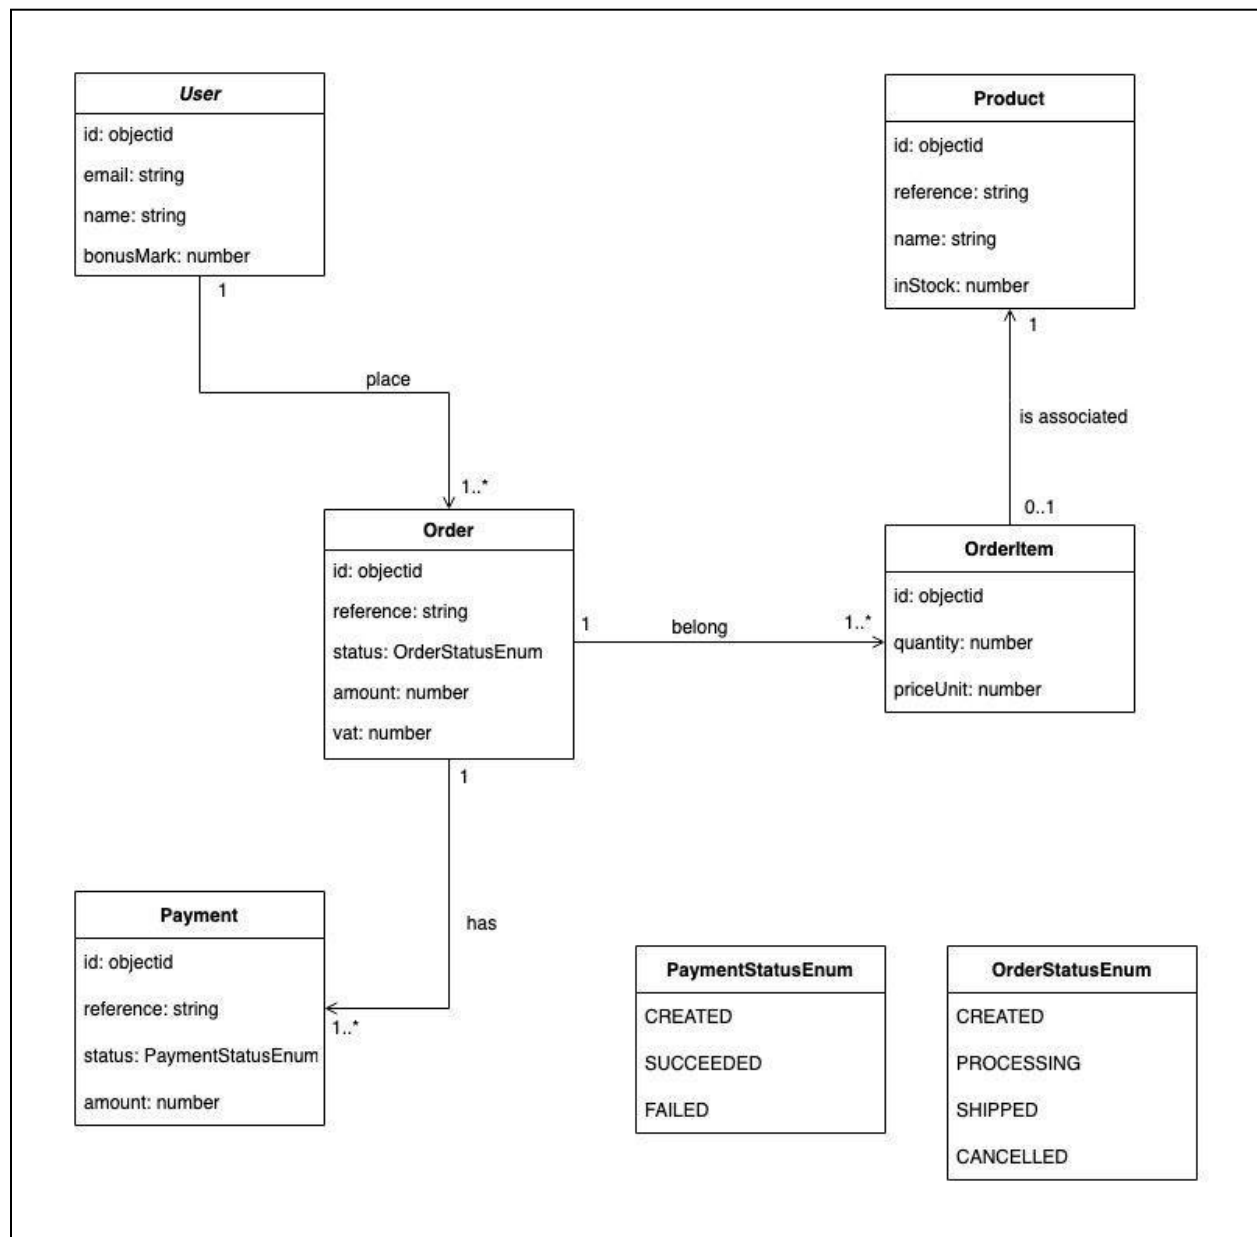 User
id: objectid
email: string
name: string
bonusMark: number
1
place
1..*
Product
id: objectid
reference: string
name: string
inStock: number
1
is associated
0..1
Order
id: objectid
reference: string
status: OrderStatusEnum
amount: number
vat: number
1
belong
1..*
OrderItem
id: objectid
quantity: number
priceUnit: number
1
has
1..*
Payment
id: objectid
reference: string
status: PaymentStatusEnum
amount: number
PaymentStatusEnum
CREATED
SUCCEEDED
FAILED
OrderStatusEnum
CREATED
PROCESSING
SHIPPED
CANCELLED